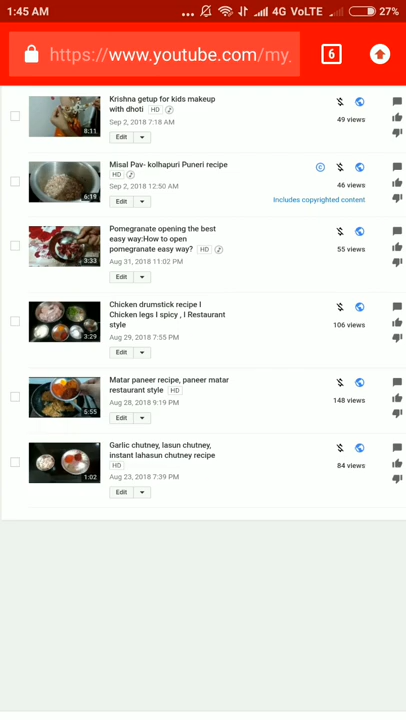 1:45 AM
4G VoLTE
27%
https://www.youtube.com/my_
6
Krishna getup for kids makeup
with dhoti HD
Sep 2, 2018 7:18 AM
Edit
8:11
49 views
Misal Pav- kolhapuri Puneri recipe
HD
Sep 2, 2018 12:50 AM
Edit
6:19
46 views
Includes copyrighted content
Pomegranate opening the best
easy way:How to open
pomegranate easy way? HD
Aug 31, 2018 11:02 PM
Edit
3:33
55 views
Chicken drumstick recipe I
Chicken legs I spicy , I Restaurant
style
Aug 29, 2018 7:55 PM
Edit
3:29
106 views
Matar paneer recipe, paneer matar
restaurant style HD
Aug 28, 2018 9:19 PM
Edit
5:55
148 views
Garlic chutney, lasun chutney,
instant lahasun chutney recipe
HD
Aug 23, 2018 7:39 PM
Edit
1:02
84 views